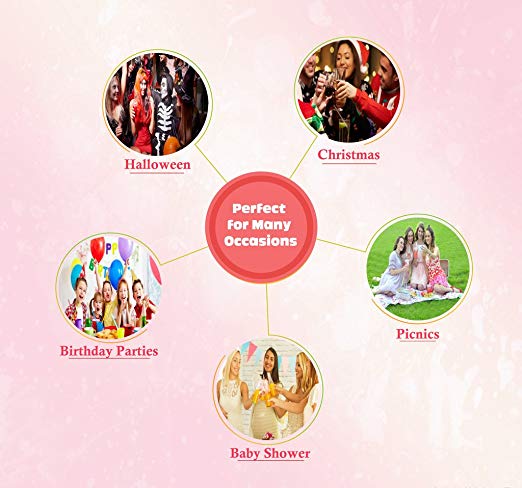 Halloween
Christmas
Perfect
for Many
Occasions
Birthday Parties
Picnics
Baby Shower